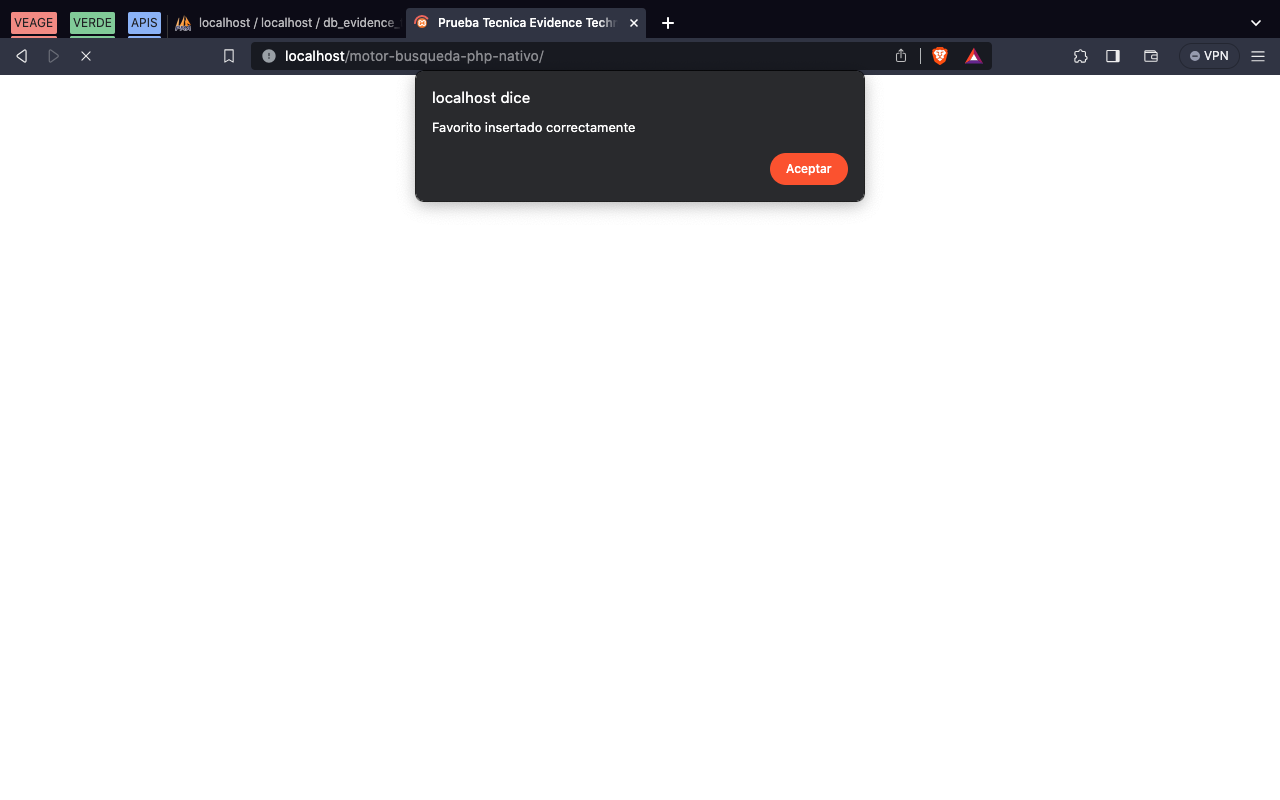 VEAGE VERDE APIS localhost / localhost / db_evidence_ Prueba Tecnica Evidence Tech
localhost/motor-busqueda-php-nativo/ VPN
localhost dice
Favorito insertado correctamente
Aceptar